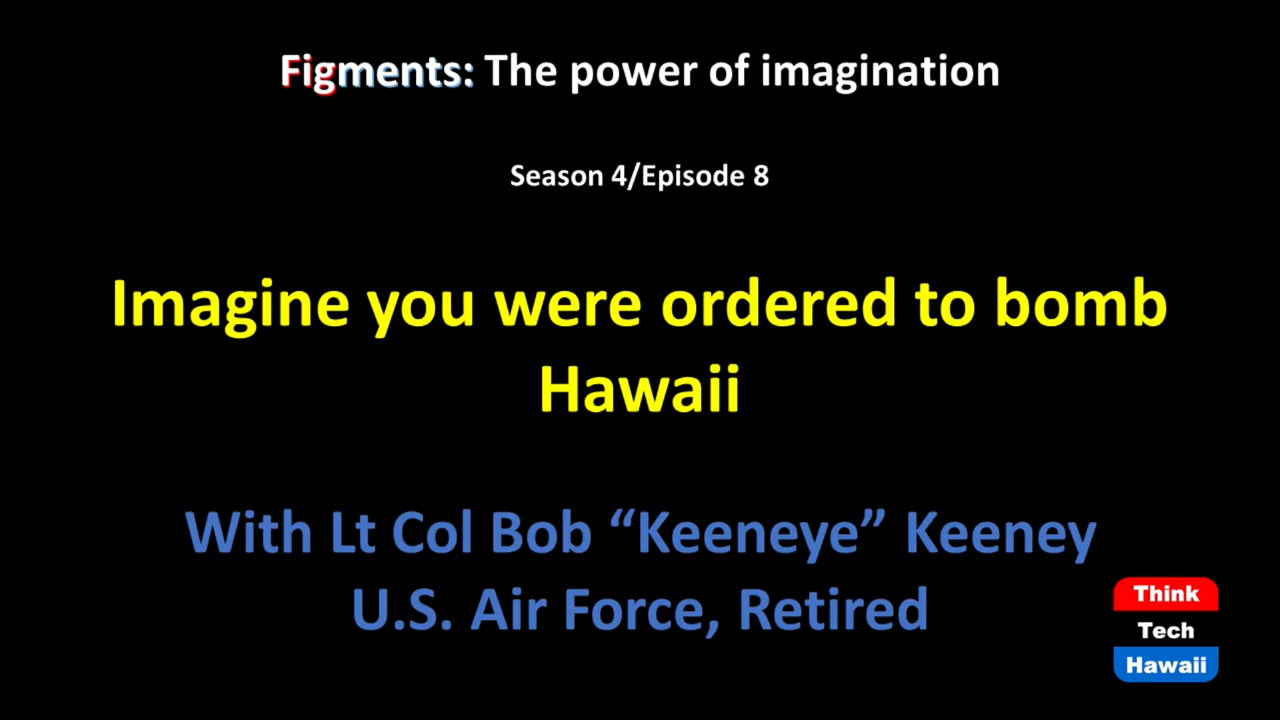 Figments: The power of imagination
Season 4/Episode 8
Imagine you were ordered to bomb
Hawaii
With Lt Col Bob “Keeneye” Keeney
U.S. Air Force, Retired
Think
Tech
Hawaii